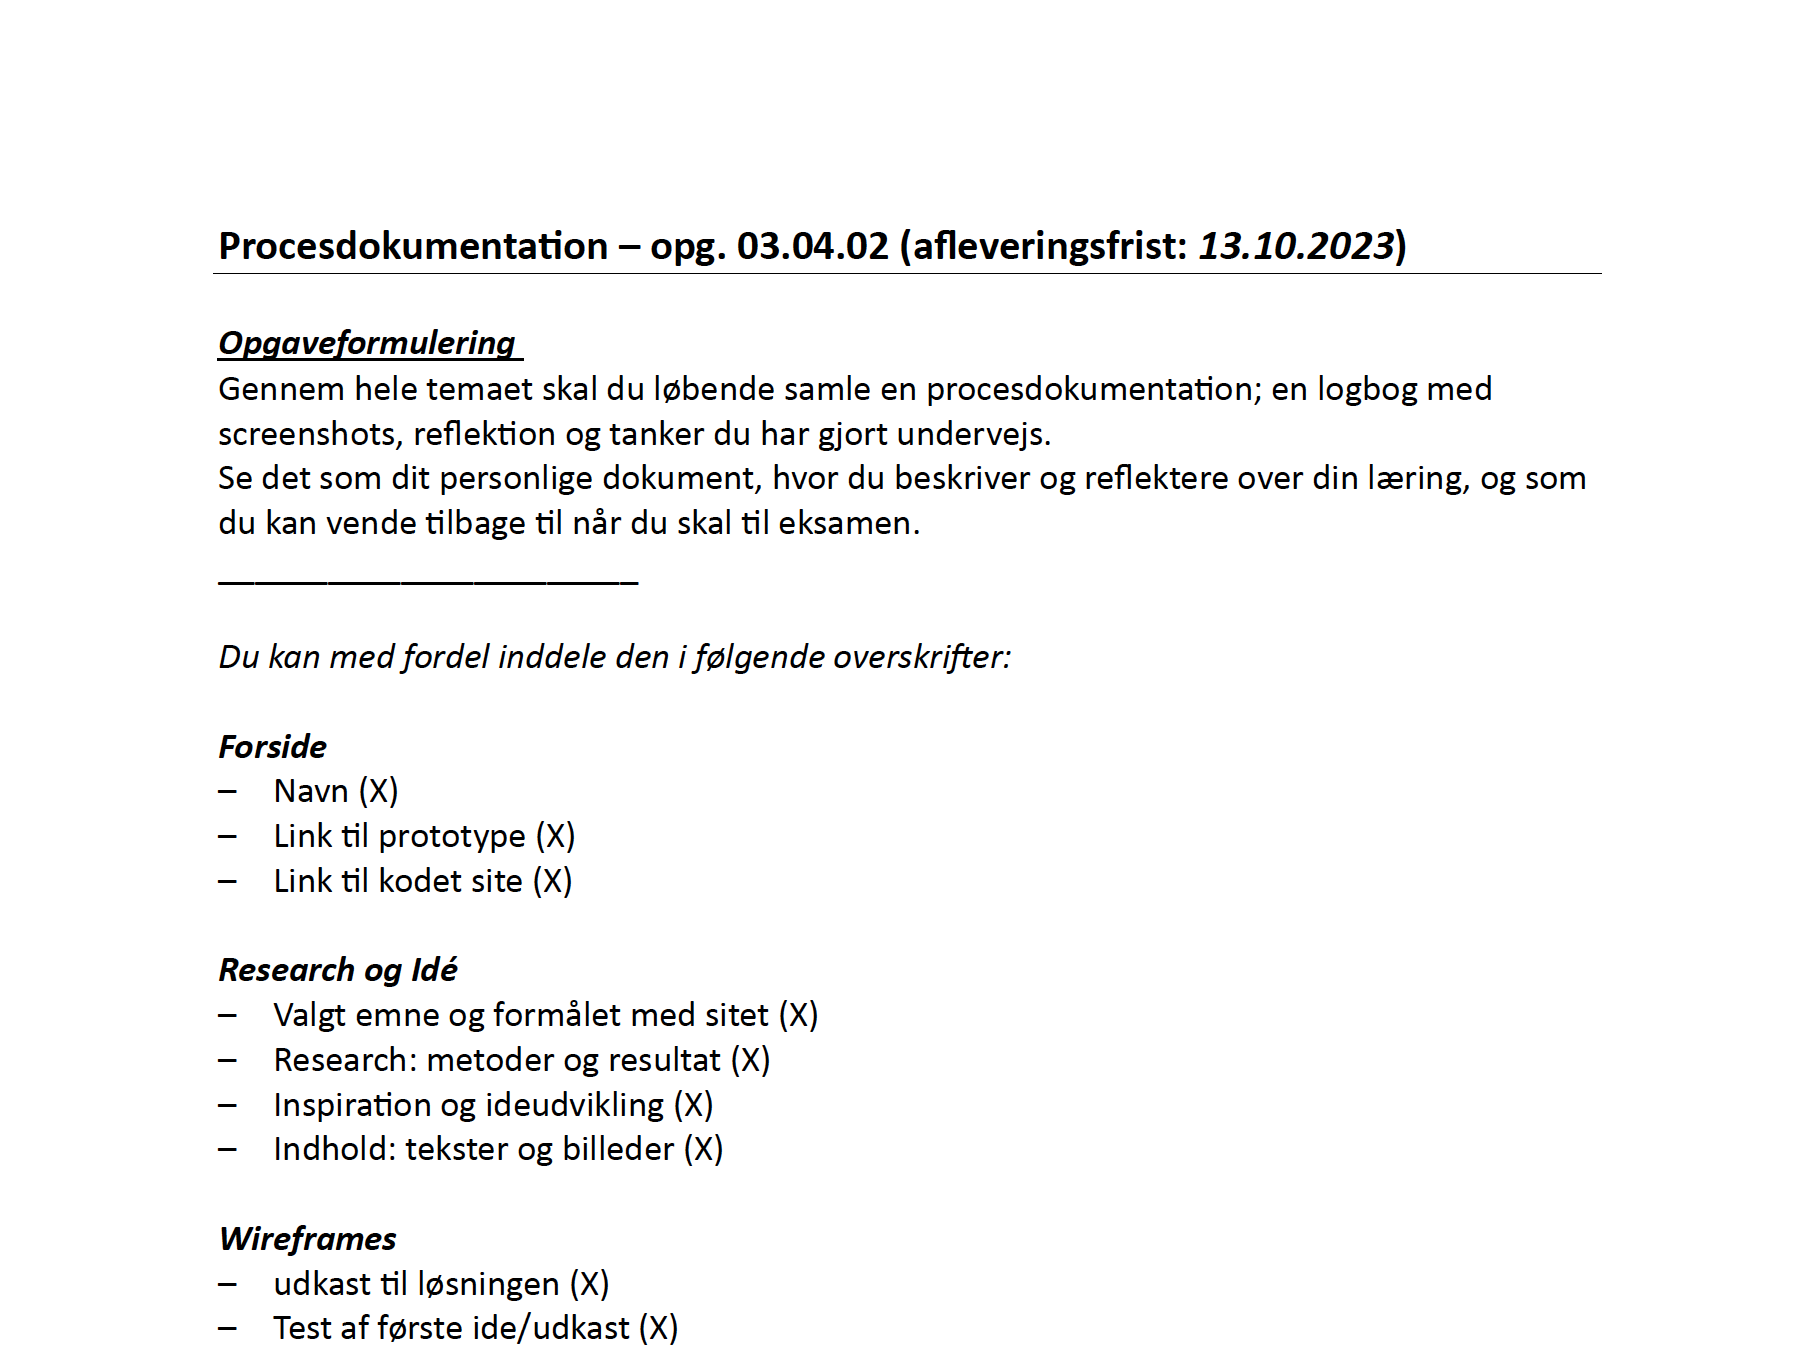 Procesdokumentation – opg. 03.04.02 (afleveringsfrist: 13.10.2023)
Opgaveformulering
Gennem hele temaet skal du løbende samle en procesdokumentation; en logbog med
screenshots, reflektion og tanker du har gjort undervejs.
Se det som dit personlige dokument, hvor du beskriver og reflektere over din læring, og som
du kan vende tilbage til når du skal til eksamen.
Du kan med fordel inddele den i følgende overskrifter:
Forside
– Navn (X)
– Link til prototype (X)
– Link til kodet site (X)
Research og Idé
– Valgt emne og formålet med sitet (X)
– Research: metoder og resultat (X)
– Inspiration og ideudvikling (X)
– Indhold: tekster og billeder (X)
Wireframes
– udkast til løsningen (X)
– Test af første ide/udkast (X)